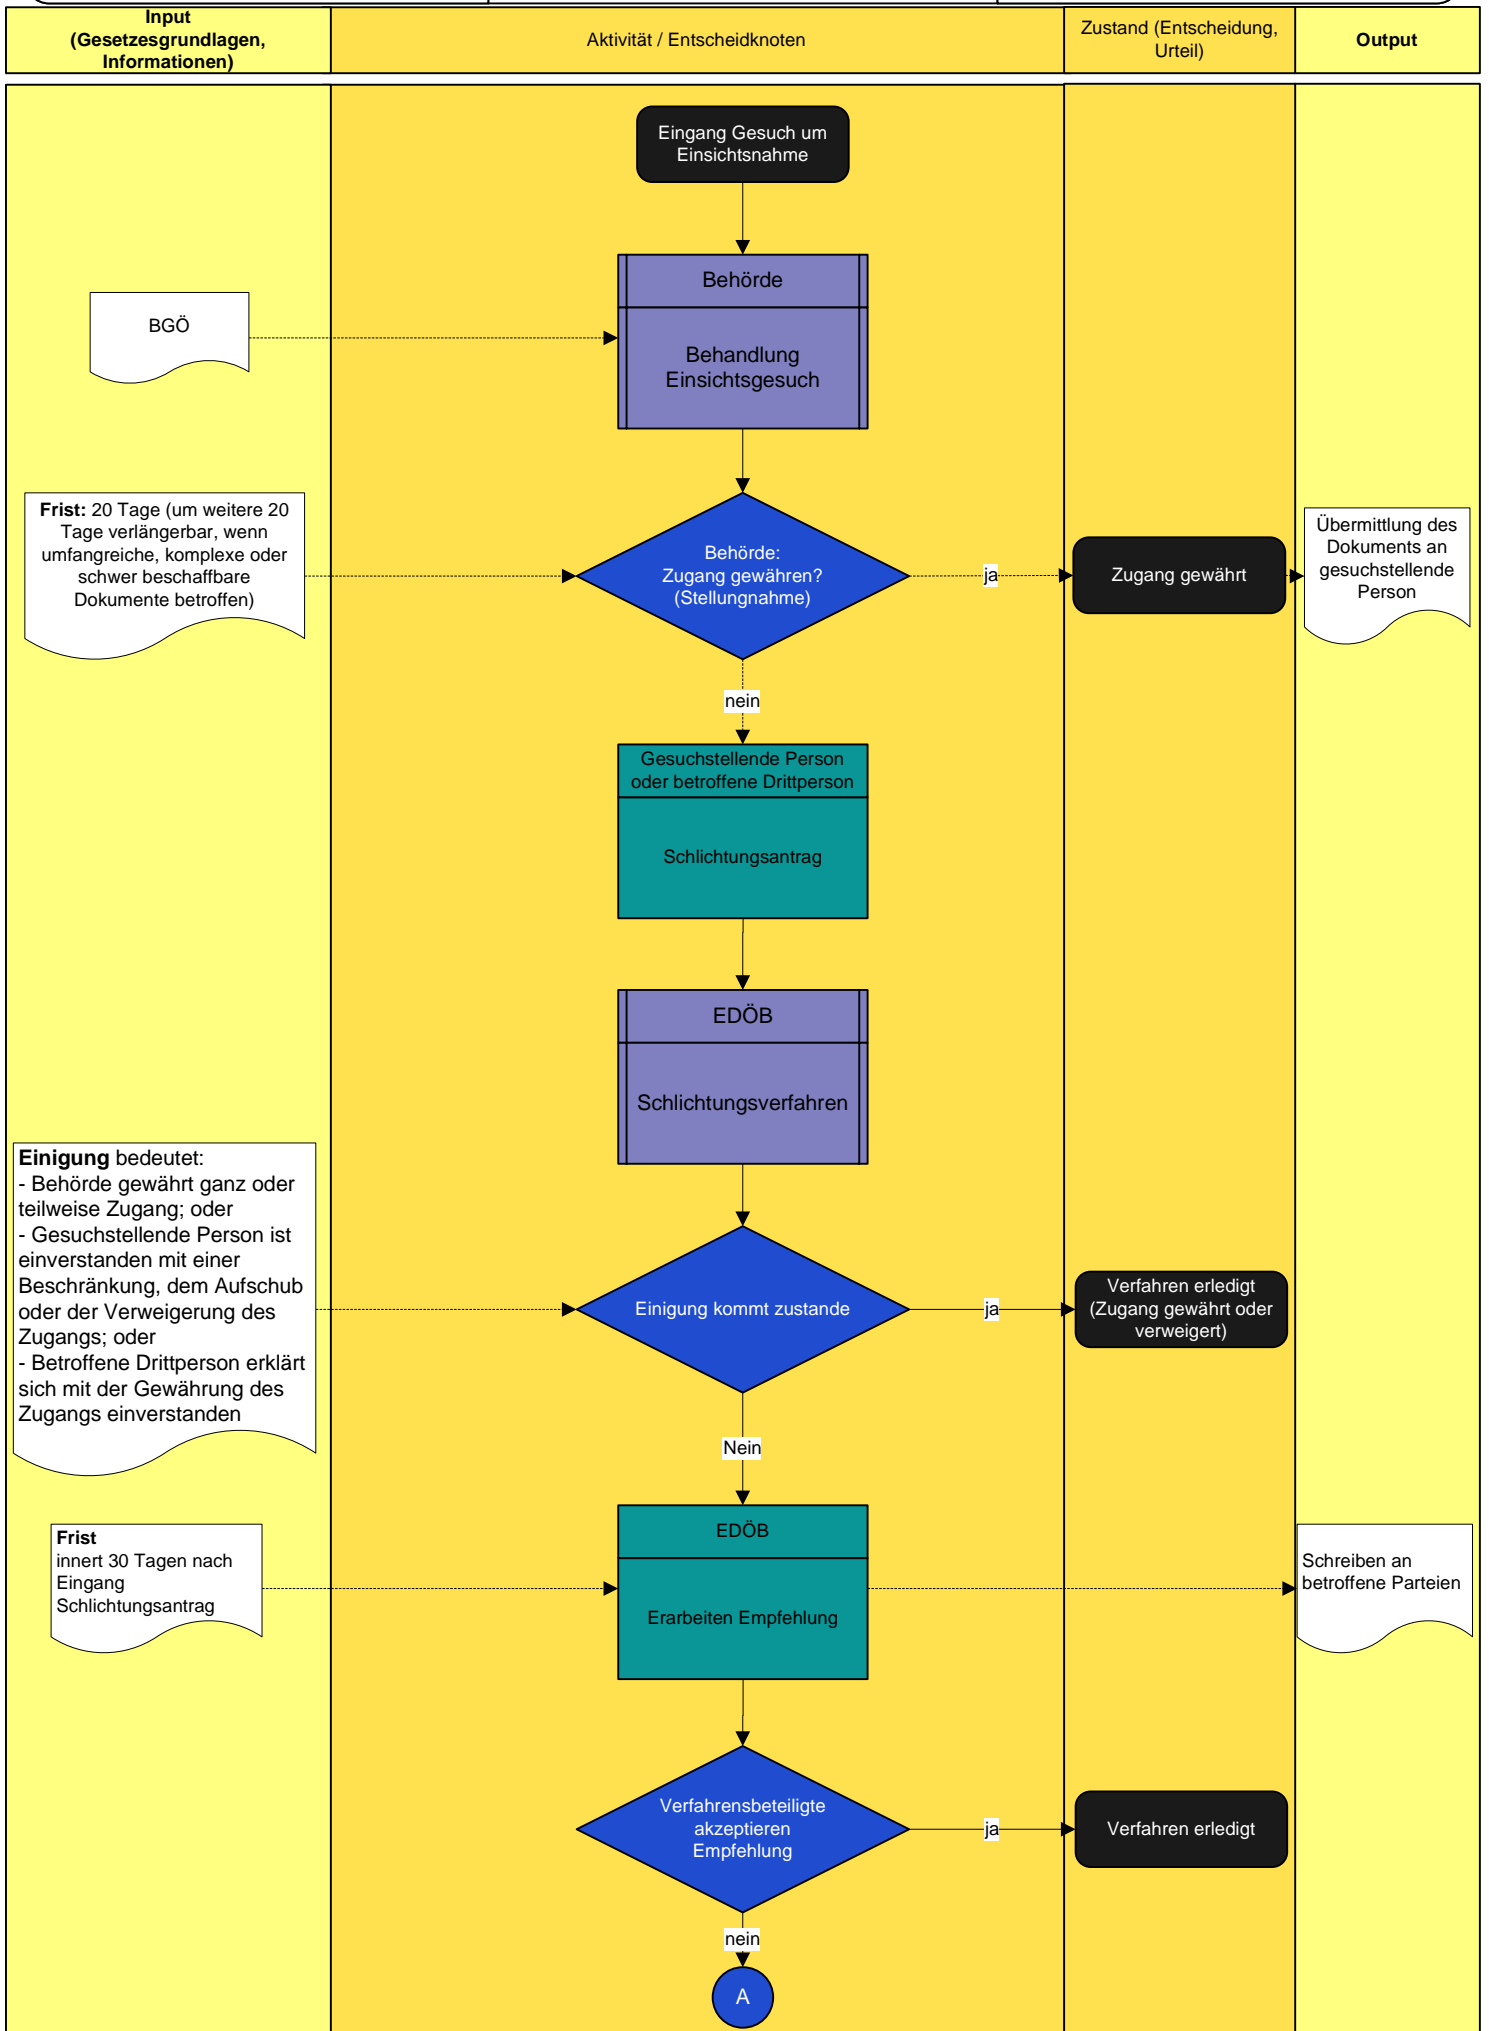 Input
(Gesetzesgrundlagen,
Informationen)
Aktivität / Entscheidknoten
Zustand (Entscheidung,
Urteil)
Output
Eingang Gesuch um
Einsichtsnahme
Behörde
BGÖ
Behandlung
Einsichtsgesuch
Frist: 20 Tage (um weitere 20
Tage verlängerbar, wenn
umfangreiche, komplexe oder
schwer beschaffbare
Dokumente betroffen)
Behörde:
Zugang gewähren?
(Stellungnahme)
ja
Zugang gewährt
Übermittlung des
Dokuments an
gesuchstellende
Person
nein
Gesuchstellende Person
oder betroffene Drittperson
Schlichtungsantrag
EDÖB
Schlichtungsverfahren
Einigung bedeutet:
- Behörde gewährt ganz oder
teilweise Zugang; oder
- Gesuchstellende Person ist
einverstanden mit einer
Beschränkung, dem Aufschub
oder der Verweigerung des
Zugangs; oder
- Betroffene Drittperson erklärt
sich mit der Gewährung des
Zugangs einverstanden
Einigung kommt zustande
ja
Verfahren erledigt
(Zugang gewährt oder
verweigert)
Nein
Frist
innert 30 Tagen nach
Eingang
Schlichtungsantrag
EDÖB
Erarbeiten Empfehlung
Schreiben an
betroffene Parteien
Verfahrensbeteiligte
akzeptieren
Empfehlung
ja
Verfahren erledigt
nein
A